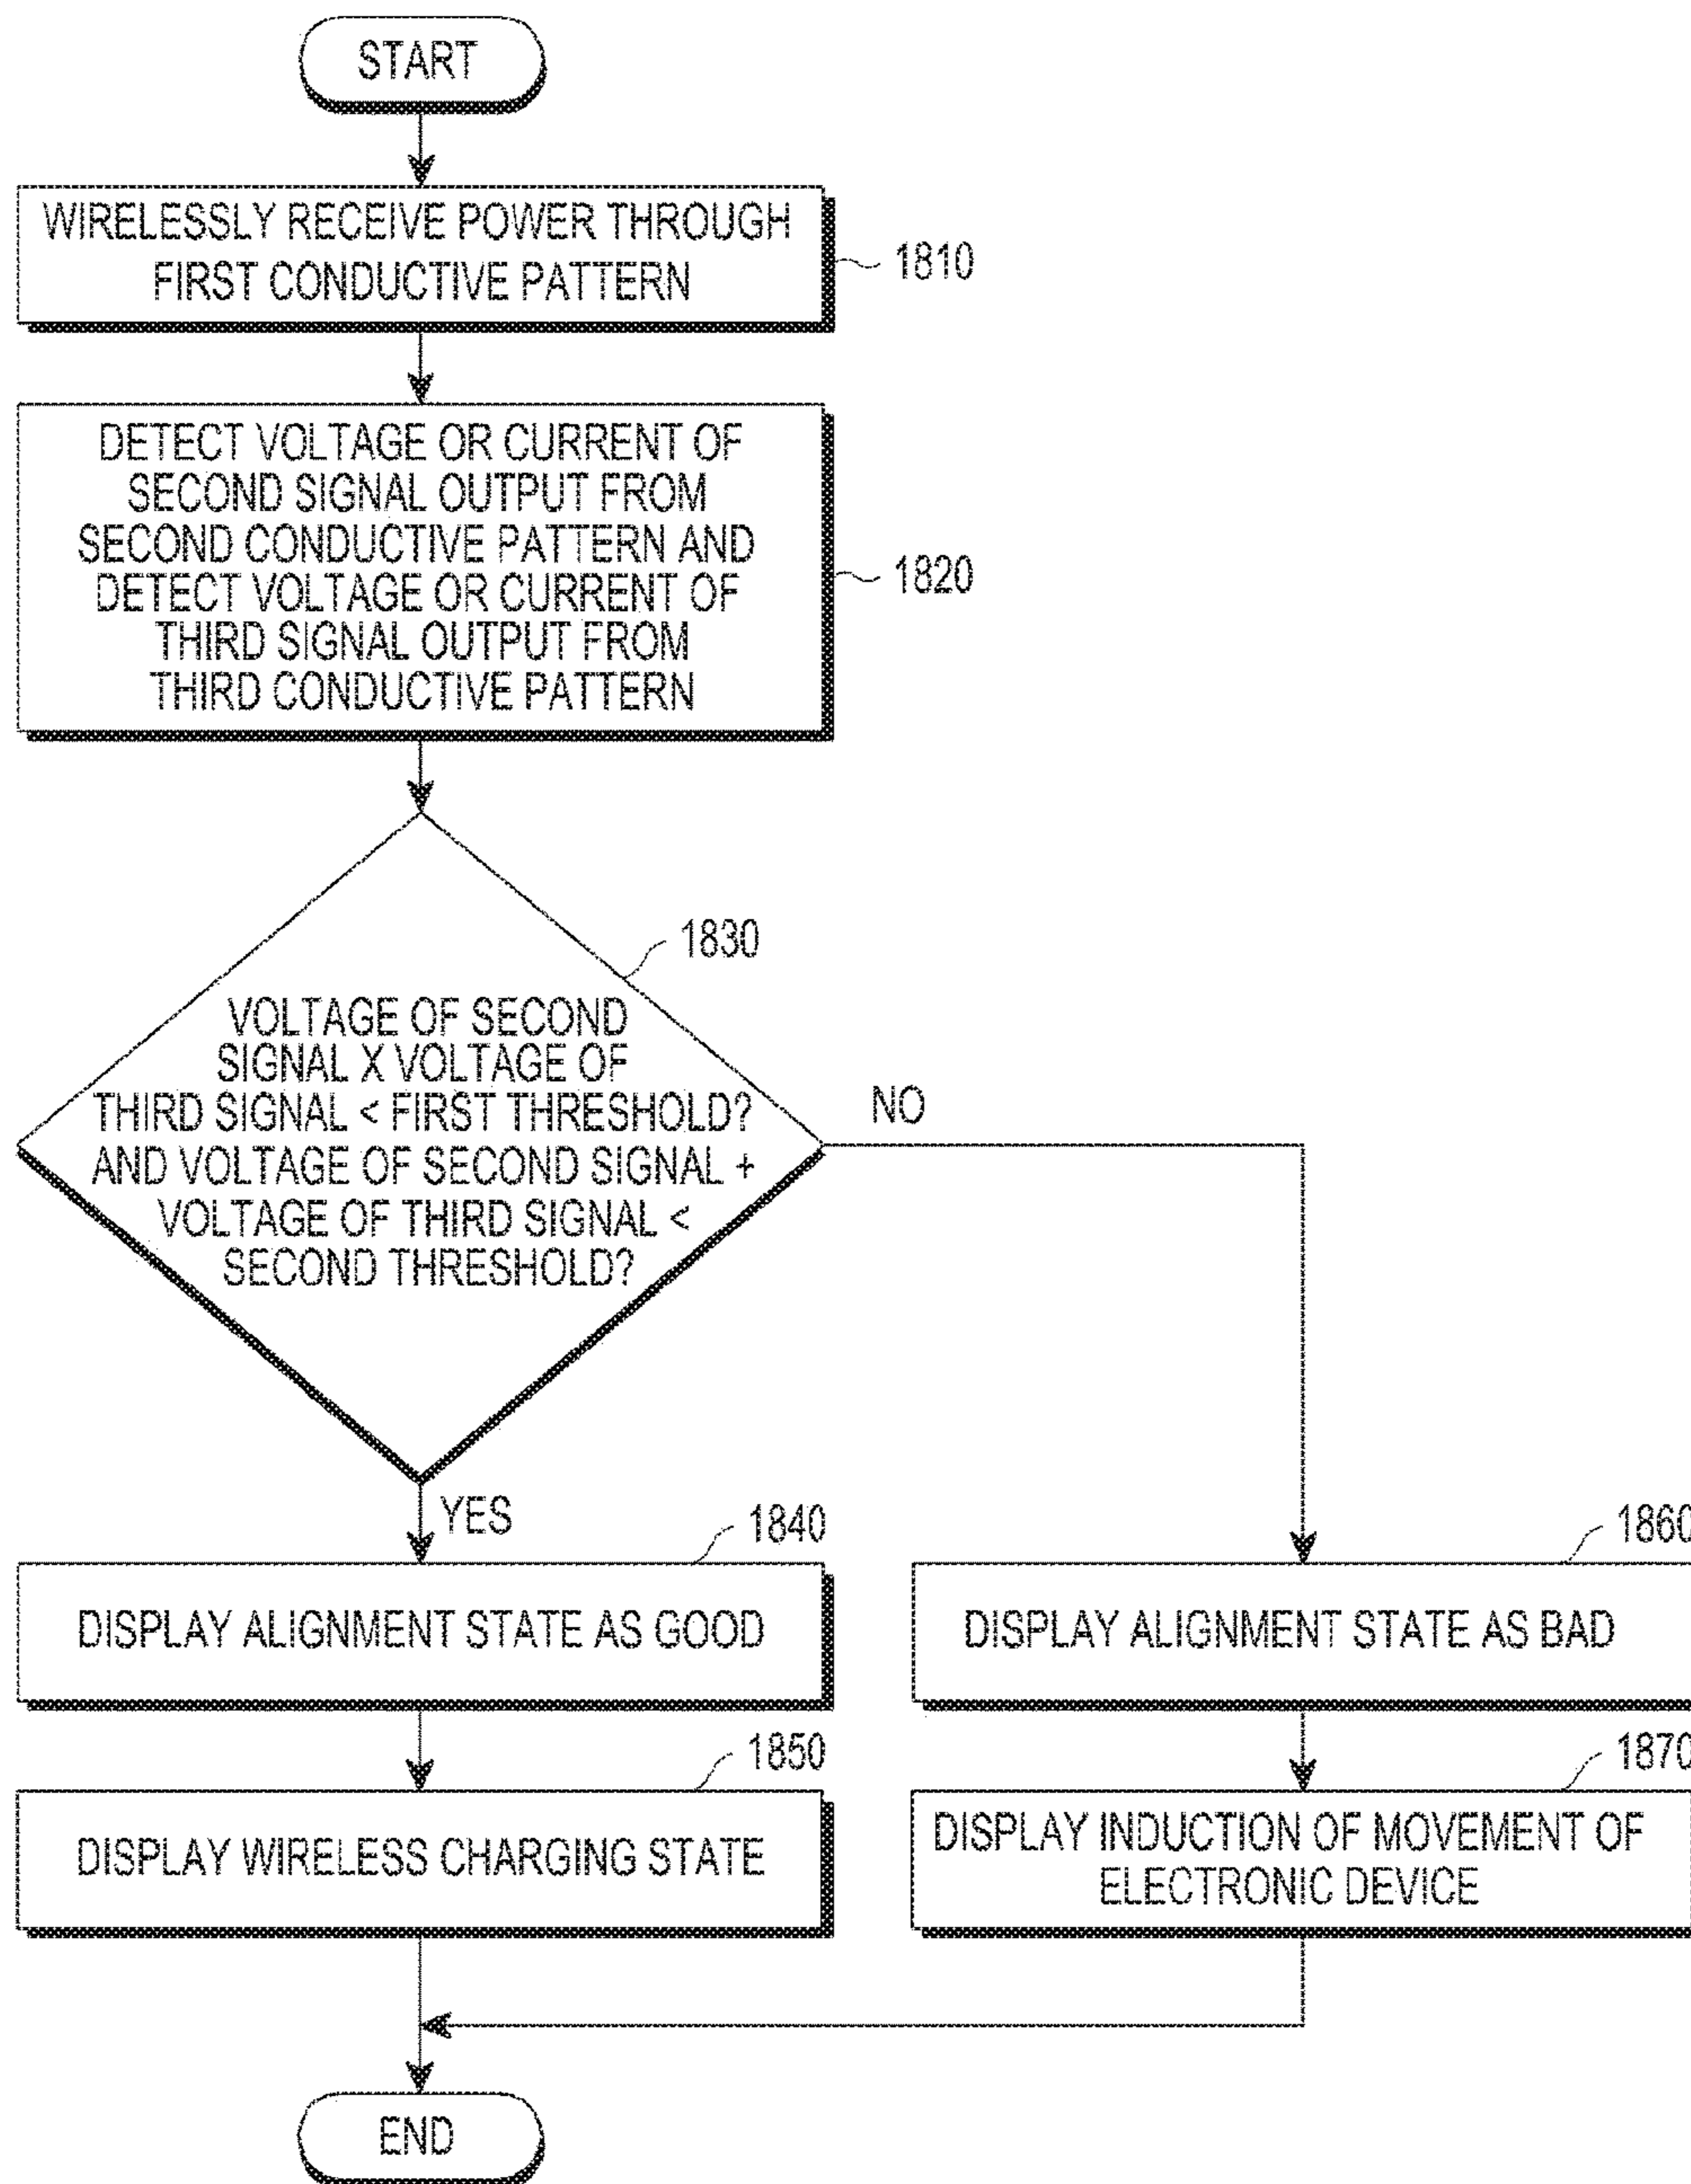 START
WIRELESSLY RECEIVE POWER THROUGH
FIRST CONDUCTIVE PATTERN
1810
DETECT VOLTAGE OR CURRENT OF
SECOND SIGNAL OUTPUT FROM
SECOND CONDUCTIVE PATTERN AND
DETECT VOLTAGE OR CURRENT OF
THIRD SIGNAL OUTPUT FROM
THIRD CONDUCTIVE PATTERN
1820
1830
VOLTAGE OF SECOND
SIGNAL X VOLTAGE OF
THIRD SIGNAL < FIRST THRESHOLD?
AND VOLTAGE OF SECOND SIGNAL +
VOLTAGE OF THIRD SIGNAL <
SECOND THRESHOLD?
NO
YES
1840
DISPLAY ALIGNMENT STATE AS GOOD
1860
DISPLAY ALIGNMENT STATE AS BAD
1850
DISPLAY WIRELESS CHARGING STATE
1870
DISPLAY INDUCTION OF MOVEMENT OF
ELECTRONIC DEVICE
END